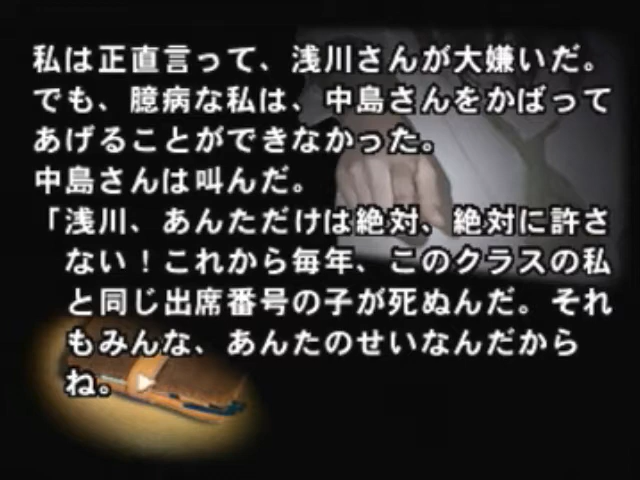 私は正直言って、浅川さんが大嫌いだ。
でも、臆病な私は、中島さんをかばって
あげることができなかった。
中島さんは叫んだ。
「浅川、あんただけは絶対、絶対に許さ
ない！これから毎年、このクラスの私
と同じ出席番号の子が死ぬんだ。それ
もみんな、あんたのせいなんだから
ね。